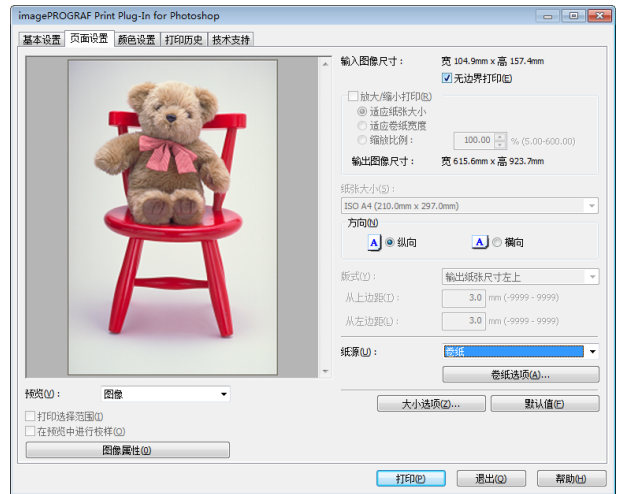 imagePROGRAF Print Plug-In for Photoshop
基本设置 页面设置 颜色设置 打印历史 技术支持
输入图像尺寸： 宽 104.9mm x 高 157.4mm
无边界打印(E)
放大/缩小打印(R)
适应纸张大小
适应卷纸宽度
缩放比例： 100.00 % (5.00-600.00)
输出图像尺寸： 宽 615.6mm x 高 923.7mm
纸张大小(S)：
ISO A4 (210.0mm x 297.0mm)
方向(N)
A 纵向 A 横向
版式(Y)： 输出纸张尺寸左上
从上边距(T)： 3.0 mm (-9999 - 9999)
从左边距(L)： 3.0 mm (-9999 - 9999)
纸源(U)： 卷纸
卷纸选项(A)...
预览(V)： 图像
大小选项(Z)... 默认值(F)
打印选择范围(I)
在预览中进行校样(O)
图像属性(0)
打印(P) 退出(Q) 帮助(H)